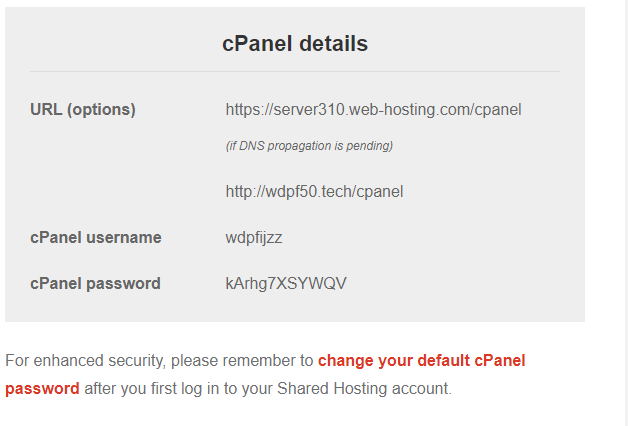 cPanel details
URL (options) https://server310.web-hosting.com/cpanel
(if DNS propagation is pending)
http://wdpf50.tech/cpanel
cPanel username wdpfijzz
cPanel password kArhg7XSYWQV
For enhanced security, please remember to change your default cPanel
password after you first log in to your Shared Hosting account.